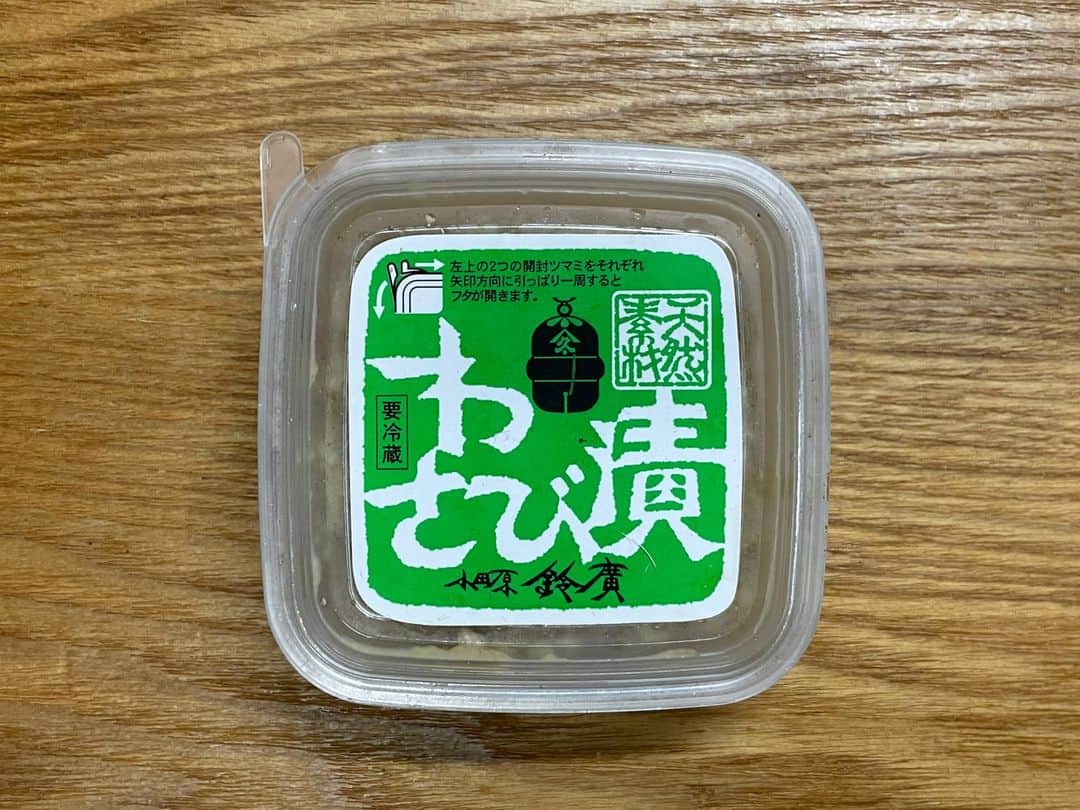 左上の2つの開封ツマミをそれぞれ
矢印方向に引っぱり一周すると
フタが開きます。
天然
素材
要冷蔵
わさび漬
小田原 鈴廣